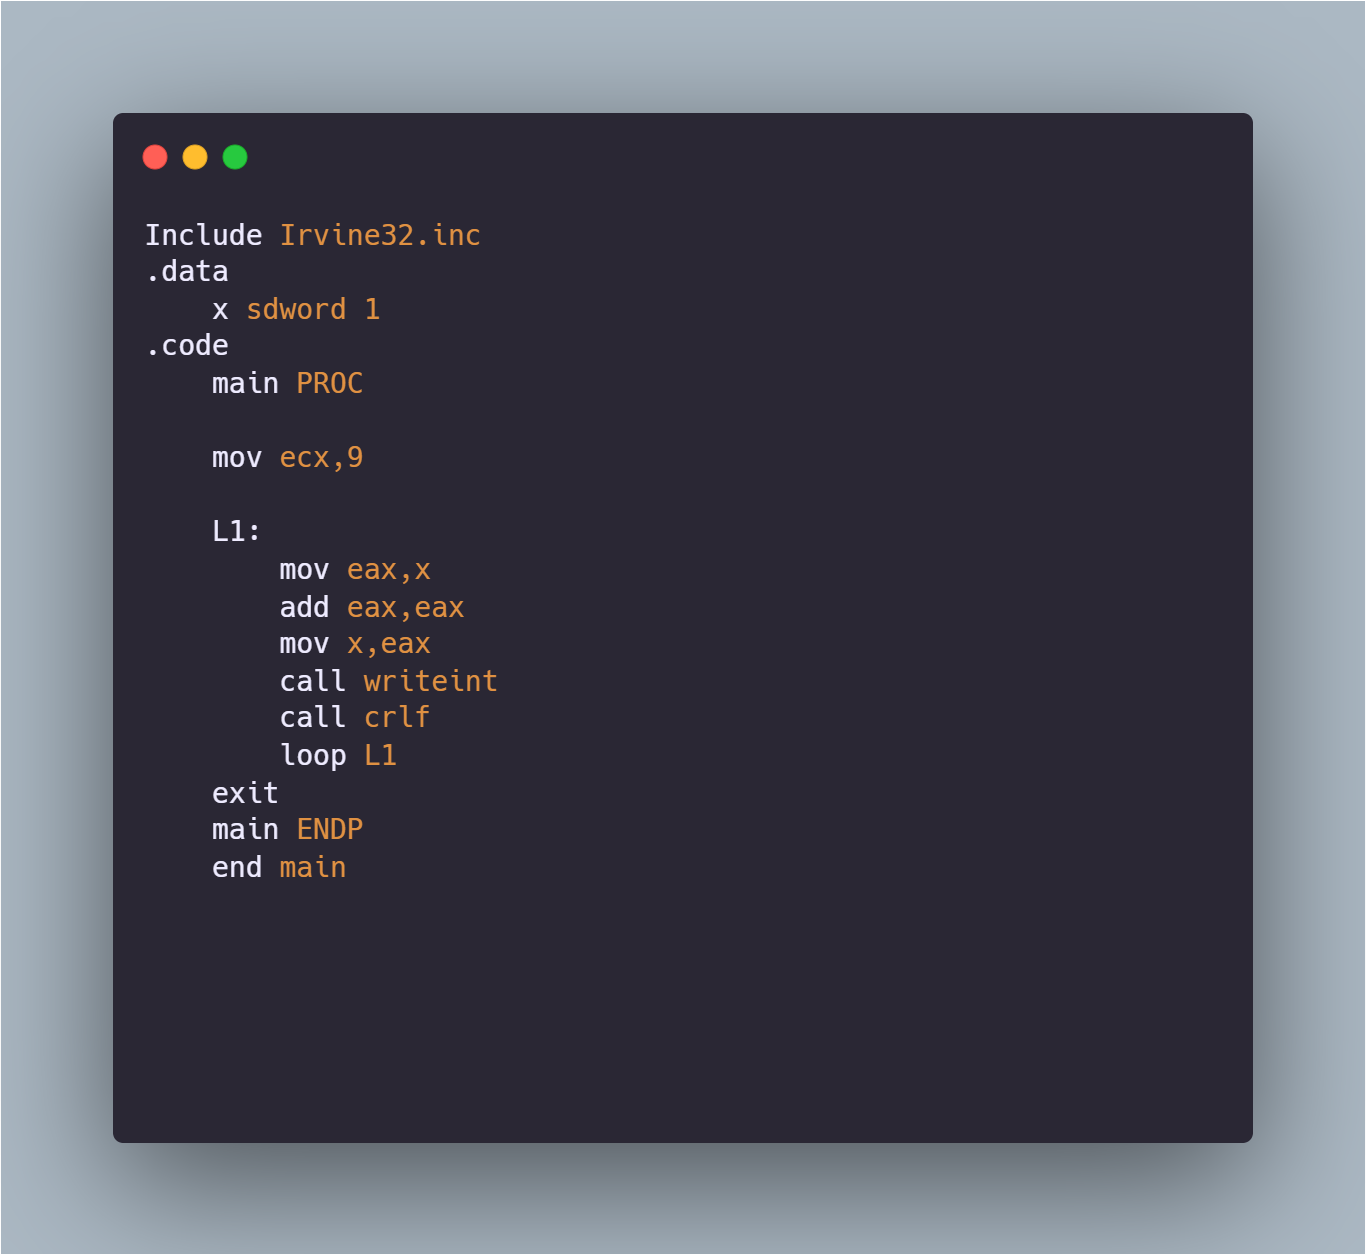 Include Irvine32.inc
.data
    x sdword 1
.code
    main PROC
    mov ecx,9
    L1:
        mov eax,x
        add eax,eax
        mov x,eax
        call writeint
        call crlf
        loop L1
    exit
    main ENDP
    end main